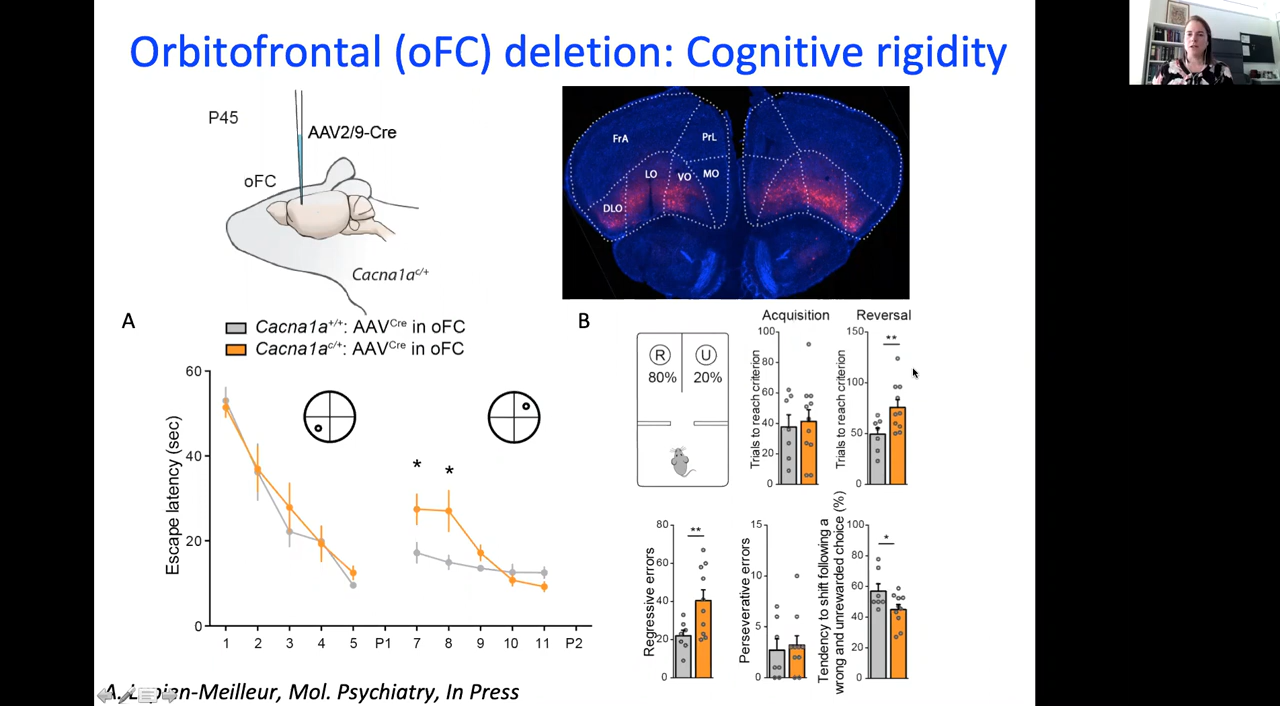 Orbitofrontal (oFC) deletion: Cognitive rigidity
P45
AAV2/9-Cre
oFC
Cacna1a^c/+
FrA
PrL
LO
VO
MO
DLO
A
Cacna1a^+/+: AAV^Cre in oFC
Cacna1a^c/+: AAV^Cre in oFC
Escape latency (sec)
60
40
20
0
* *
1 2 3 4 5 P1 7 8 9 10 11 P2
B
R U
80% 20%
Acquisition
Trials to reach criterion
100
80
60
40
20
0
Reversal
Trials to reach criterion
150
100
50
0
**
Regressive errors
80
60
40
20
0
**
Perseverative errors
15
10
5
0
Tendency to shift following a
wrong and unrewarded choice (%)
100
80
60
40
20
0
*
-Meilleur, Mol. Psychiatry, In Press